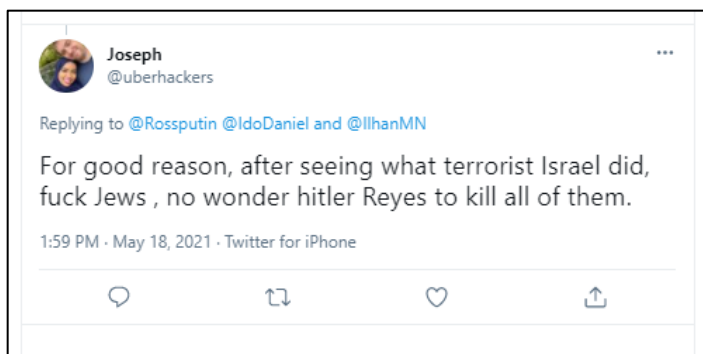 Joseph
@uberhackers
Replying to @Rossputin @IdoDaniel and @IlhanMN
For good reason, after seeing what terrorist Israel did,
fuck Jews , no wonder hitler Reyes to kill all of them.
1:59 PM · May 18, 2021 · Twitter for iPhone